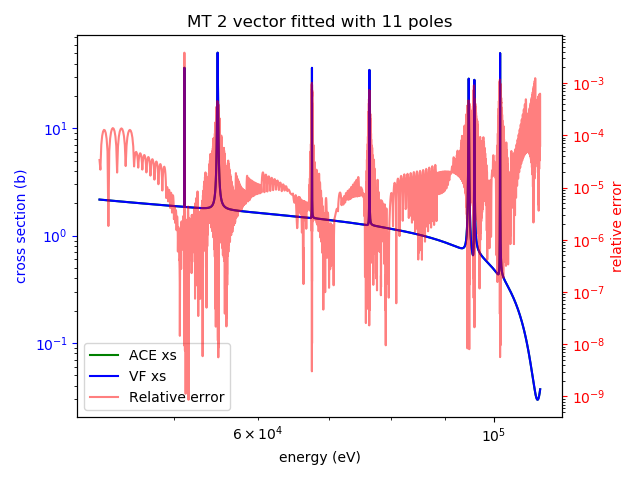 MT 2 vector fitted with 11 poles
cross section (b)
10¹
10⁰
10⁻¹
10⁻³
10⁻⁴
10⁻⁵
10⁻⁶
10⁻⁷
10⁻⁸
10⁻⁹
relative error
ACE xs
VF xs
Relative error
6 × 10⁴
10⁵
energy (eV)